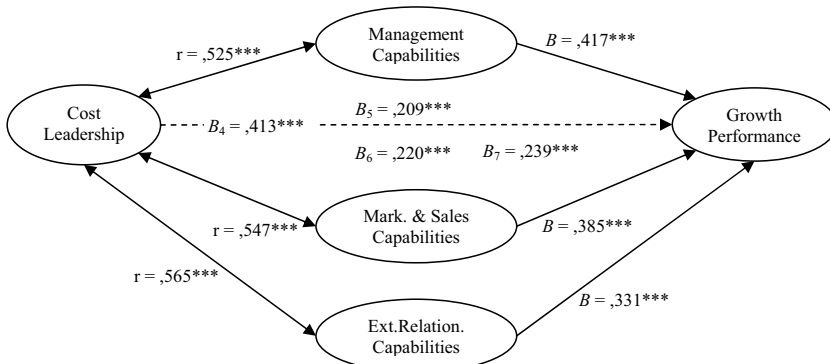 Management
Capabilities
r = ,525***
B = ,417***
Cost
Leadership
B4 = ,413***
B5 = ,209***
Growth
Performance
B6 = ,220***
B7 = ,239***
Mark. & Sales
Capabilities
r = ,547***
B = ,385***
r = ,565***
B = ,331***
Ext.Relation.
Capabilities